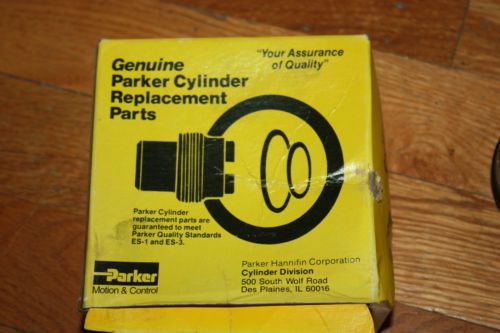 Genuine
Parker Cylinder
Replacement
Parts
"Your Assurance
of Quality"
Parker Cylinder
replacement parts are
guaranteed to meet
Parker Quality Standards
ES-1 and ES-3.
Parker
Motion & Control
Parker Hannifin Corporation
Cylinder Division
500 South Wolf Road
Des Plaines, IL 60016